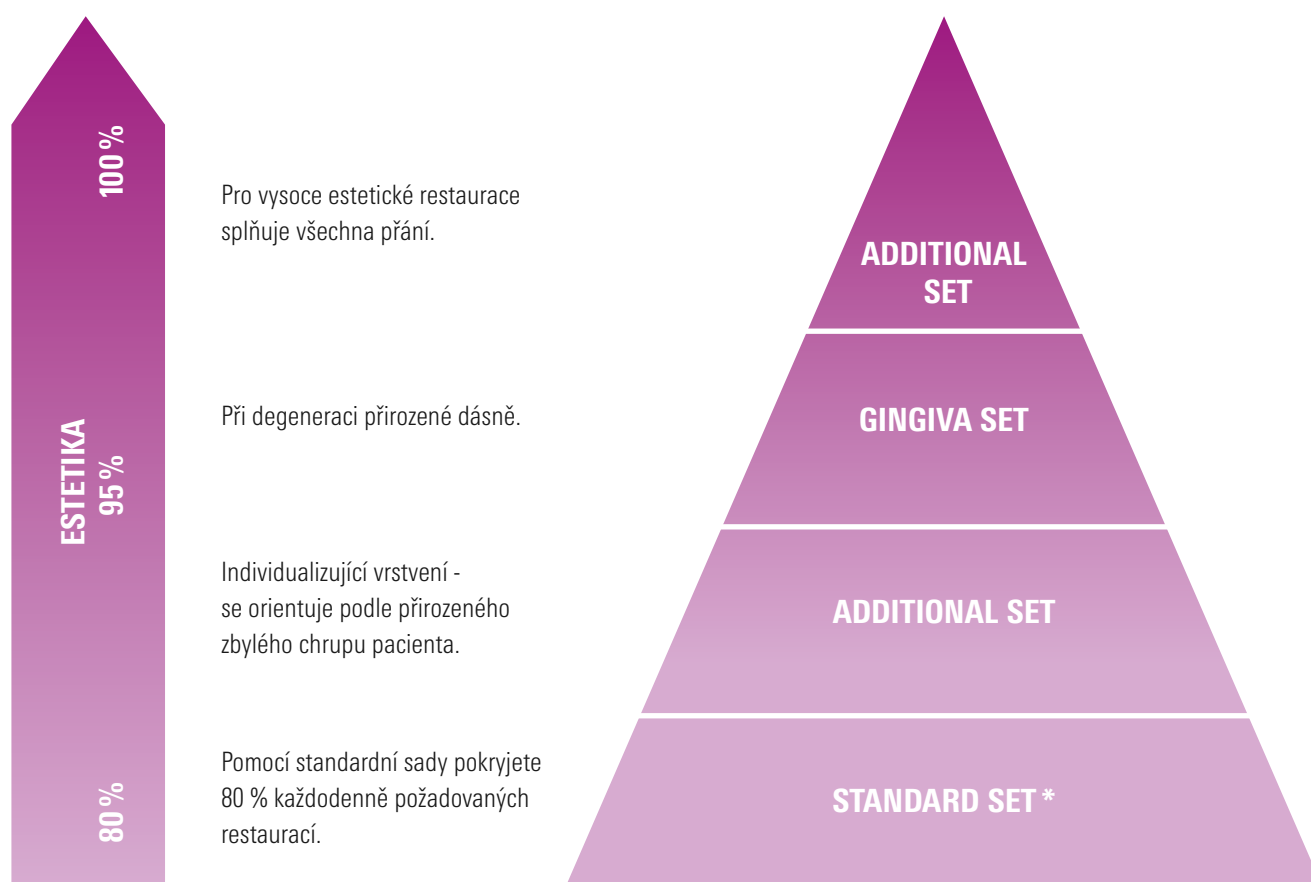 100 %
Pro vysoce estetické restaurace
splňuje všechna přání.
ADDITIONAL
SET
ESTETIKA
95 %
Při degeneraci přirozené dásně.
GINGIVA SET
Individualizující vrstvení -
se orientuje podle přirozeného
zbylého chrupu pacienta.
ADDITIONAL SET
80 %
Pomocí standardní sady pokryjete
80 % každodenně požadovaných
restaurací.
STANDARD SET *